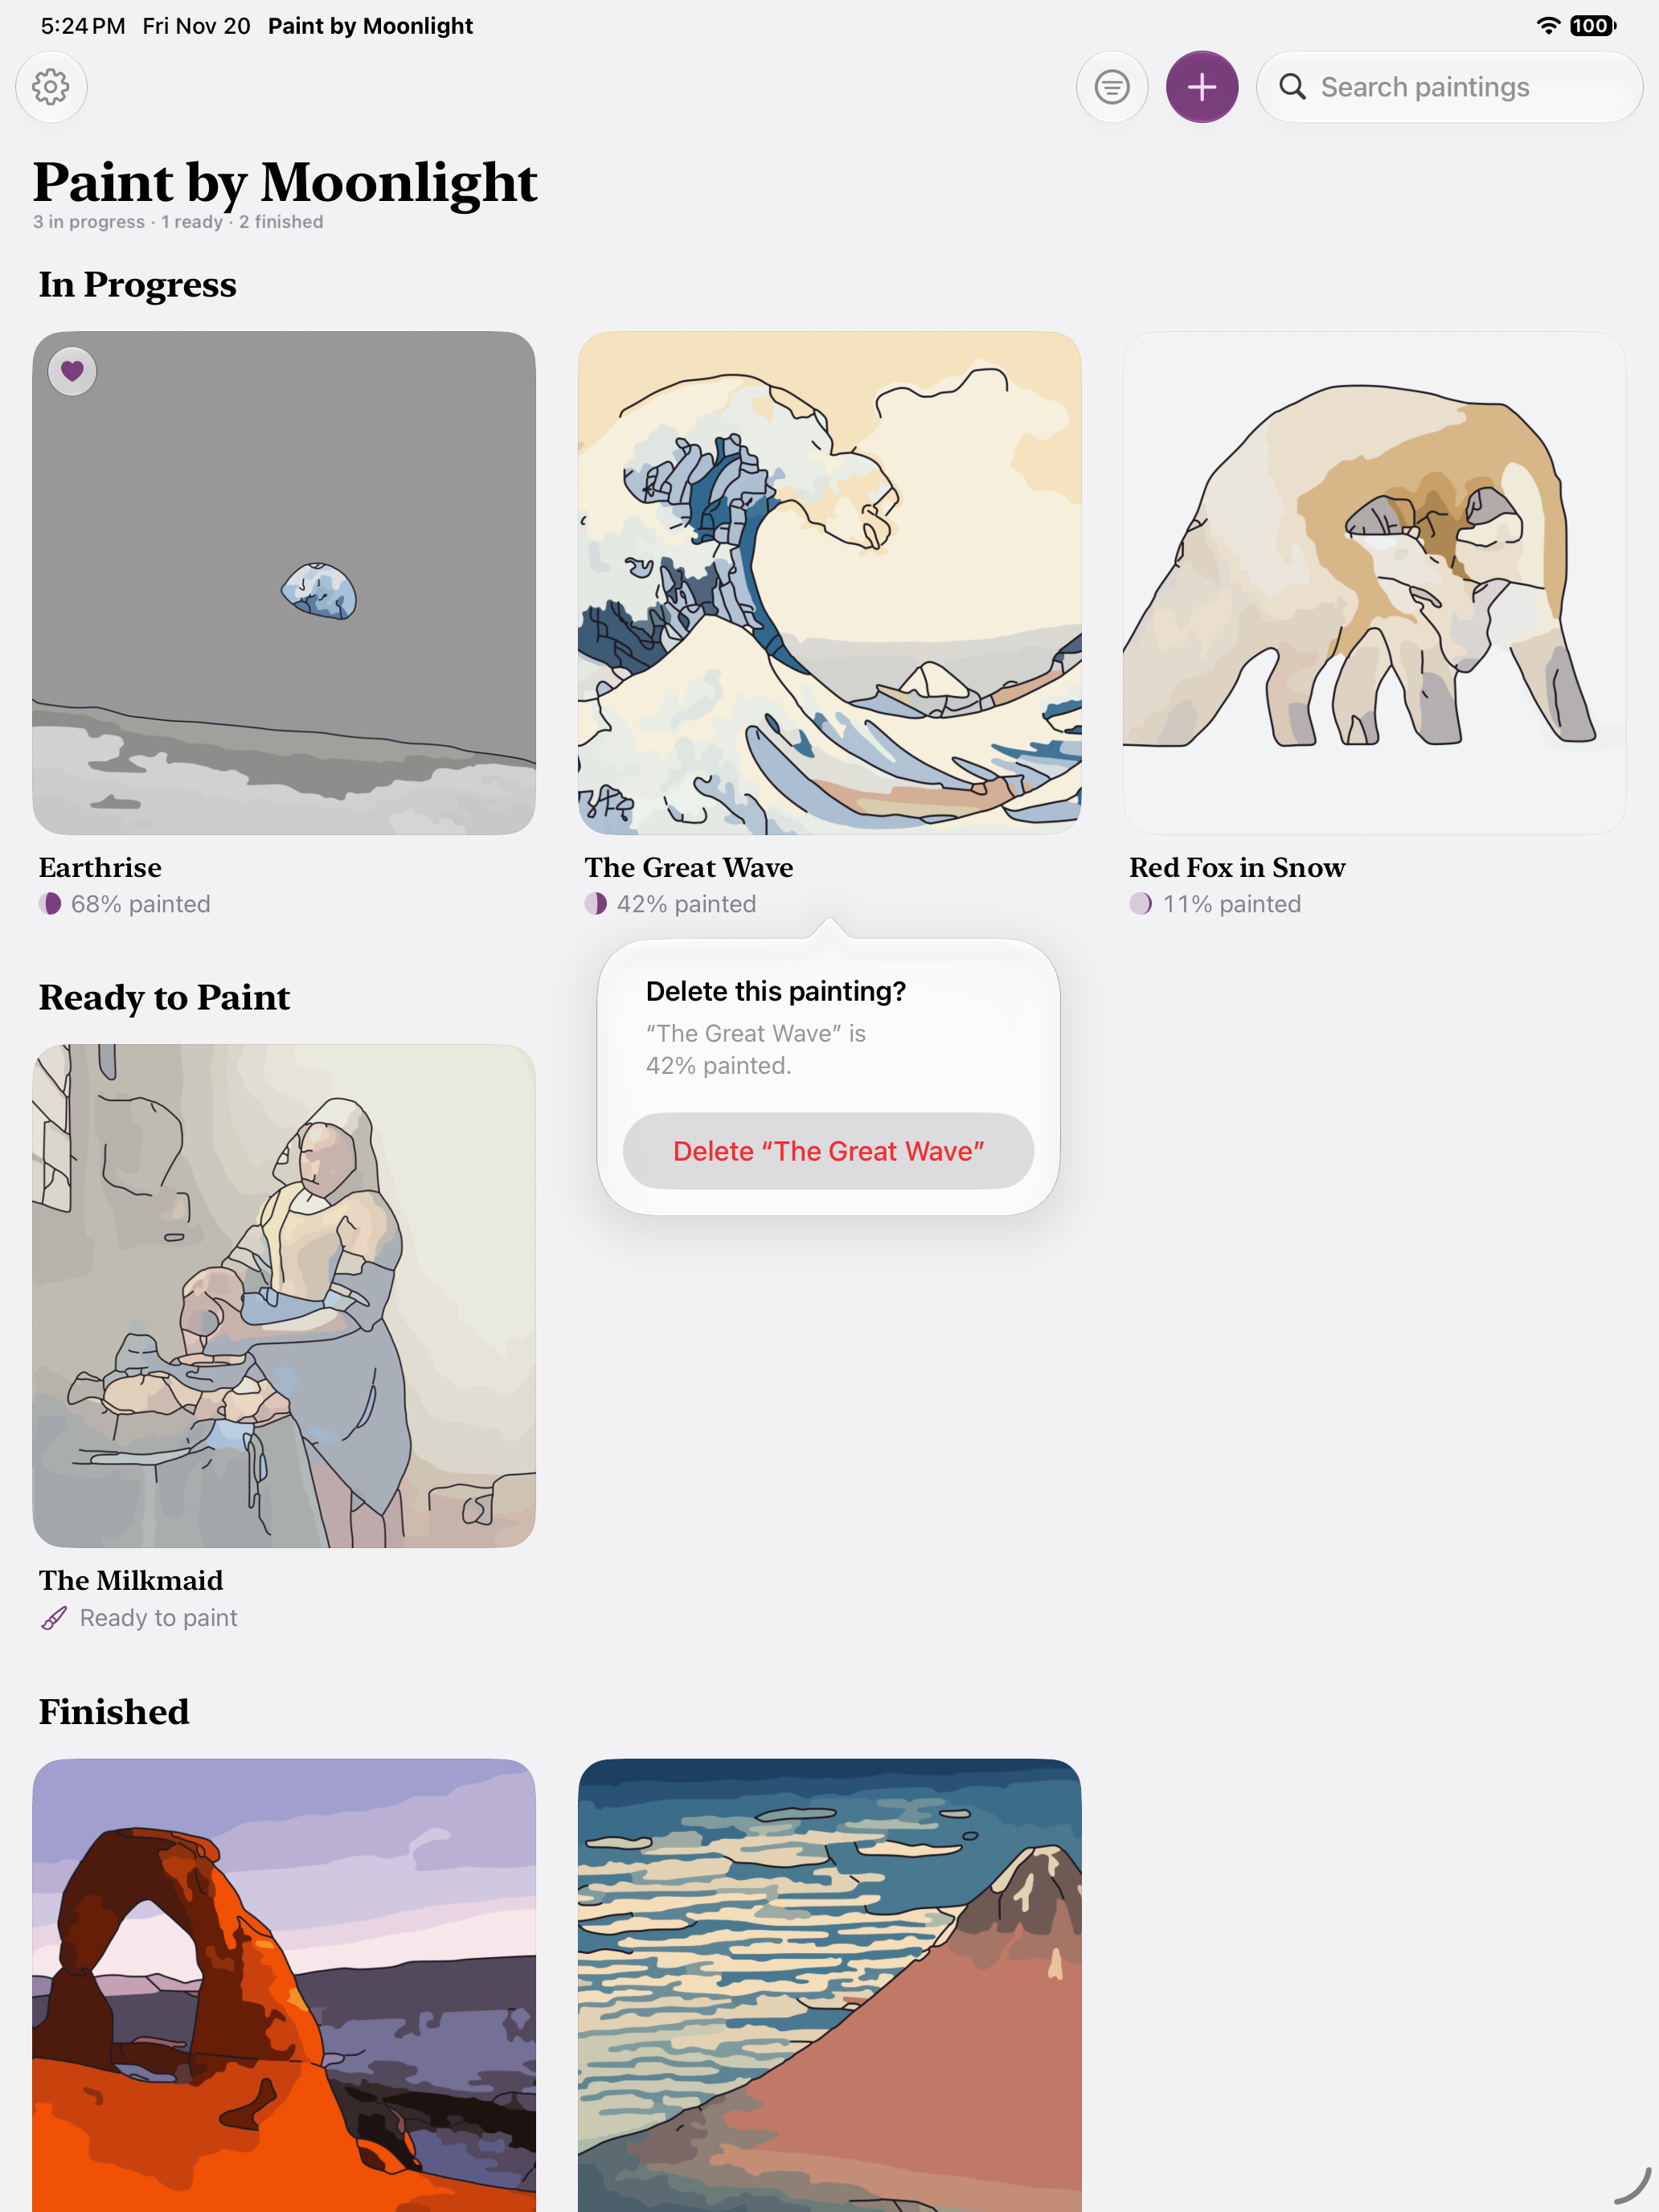 5:24 PM Fri Nov 20 Paint by Moonlight
100
Search paintings
Paint by Moonlight
3 in progress · 1 ready · 2 finished
In Progress
Earthrise
68% painted
The Great Wave
42% painted
Red Fox in Snow
11% painted
Delete this painting?
“The Great Wave” is
42% painted.
Delete “The Great Wave”
Ready to Paint
The Milkmaid
Ready to paint
Finished